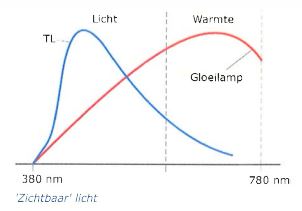 Licht
Warmte
TL
Gloeilamp
380 nm
780 nm
'Zichtbaar' licht